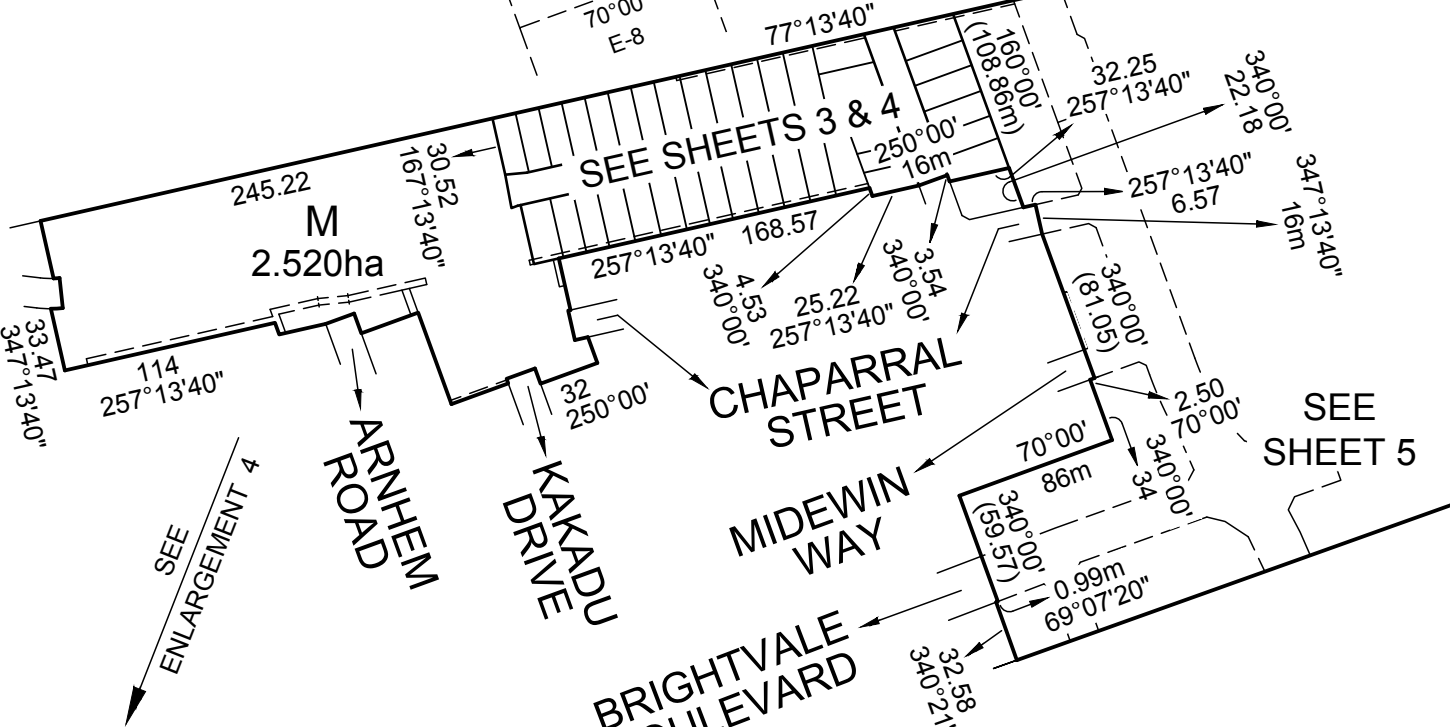 70°00'
E-8
77°13'40"
160°00'
(108.86m)
32.25
257°13'40"
340°00'
22.18
SEE SHEETS 3 & 4
250°00'
16m
30.52
167°13'40"
245.22
M
2.520ha
257°13'40"
6.57
347°13'40"
16m
257°13'40"
168.57
4.53
340°00'
25.22
257°13'40"
3.54
340°00'
340°00'
(81.05)
33.47
347°13'40"
114
257°13'40"
32
250°00'
CHAPARRAL
STREET
2.50
70°00'
SEE
SHEET 5
70°00'
86m
340°00'
34
SEE
ENLARGEMENT 4
ARNHEM
ROAD
KAKADU
DRIVE
MIDEWIN
WAY
340°00'
(59.57)
0.99m
69°07'20"
BRIGHTVALE
OULEVARD
32.58
340°21'